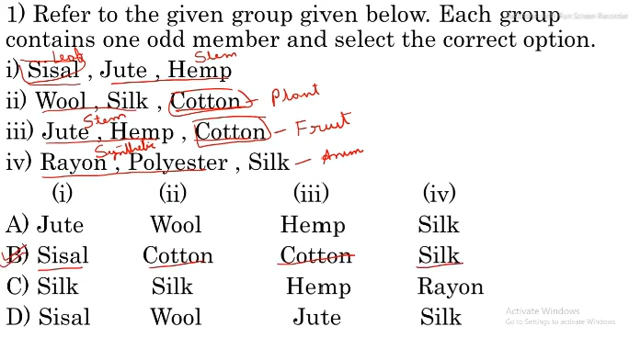 1) Refer to the given group given below. Each group
contains one odd member and select the correct option.
Leaf Stem
i) Sisal , Jute , Hemp
ii) Wool , Silk , Cotton - Plant
Stem
iii) Jute , Hemp , Cotton - Fruit
Synthetic
iv) Rayon , Polyester , Silk - Anim
(i) (ii) (iii) (iv)
A) Jute Wool Hemp Silk
B) Sisal Cotton Cotton Silk
C) Silk Silk Hemp Rayon
D) Sisal Wool Jute Silk
Activate Windows
Go to Settings to activate Windows.